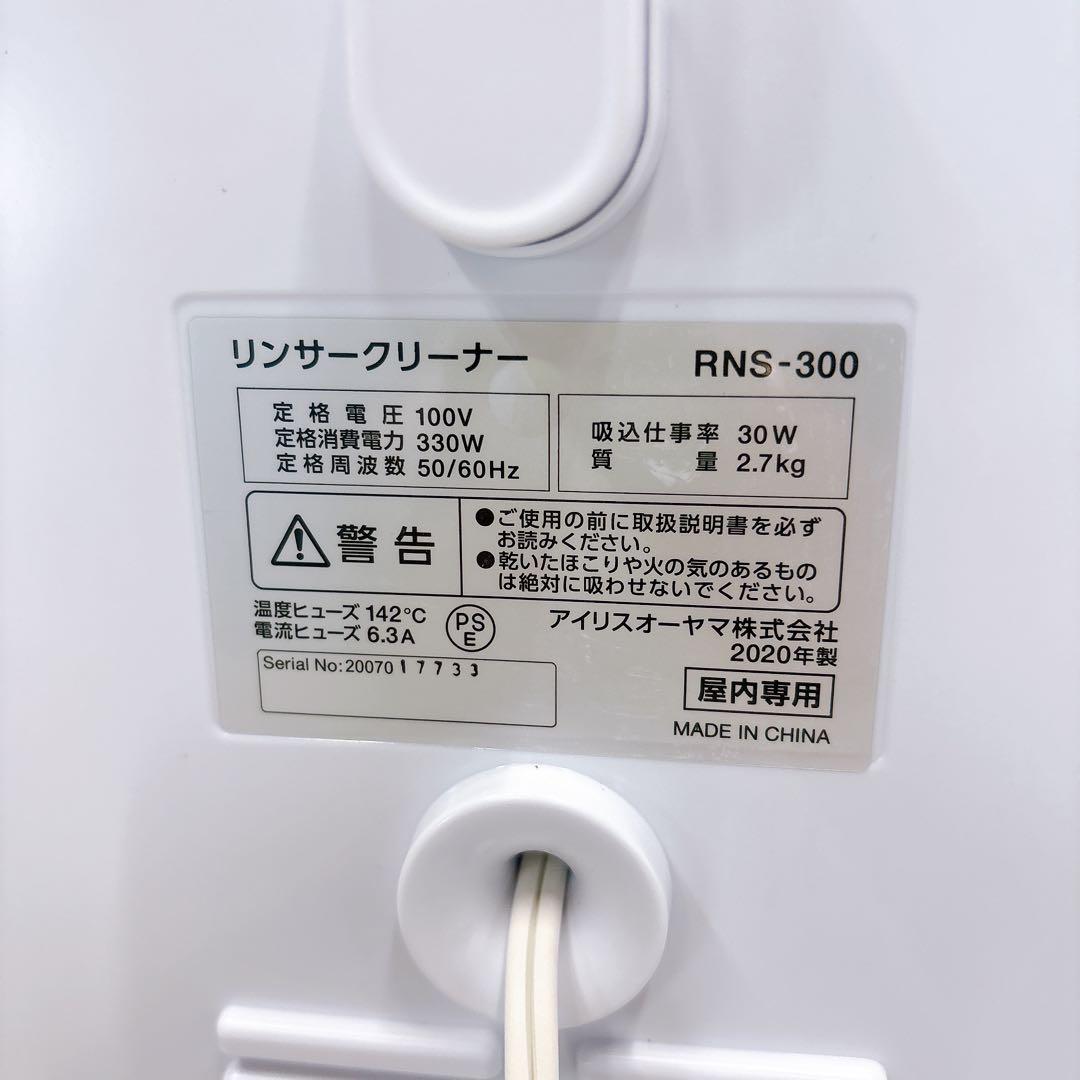 リンサークリーナー RNS-300
定格電圧 100V
定格消費電力 330W
定格周波数 50/60Hz
吸込仕事率 30W
質量 2.7kg
警告
●ご使用の前に取扱説明書を必ず
お読みください。
●乾いたほこりや火の気のあるもの
は絶対に吸わせないでください。
温度ヒューズ 142℃
電流ヒューズ 6.3A
PS
E
アイリスオーヤマ株式会社
2020年製
Serial No:2007017733
屋内専用
MADE IN CHINA